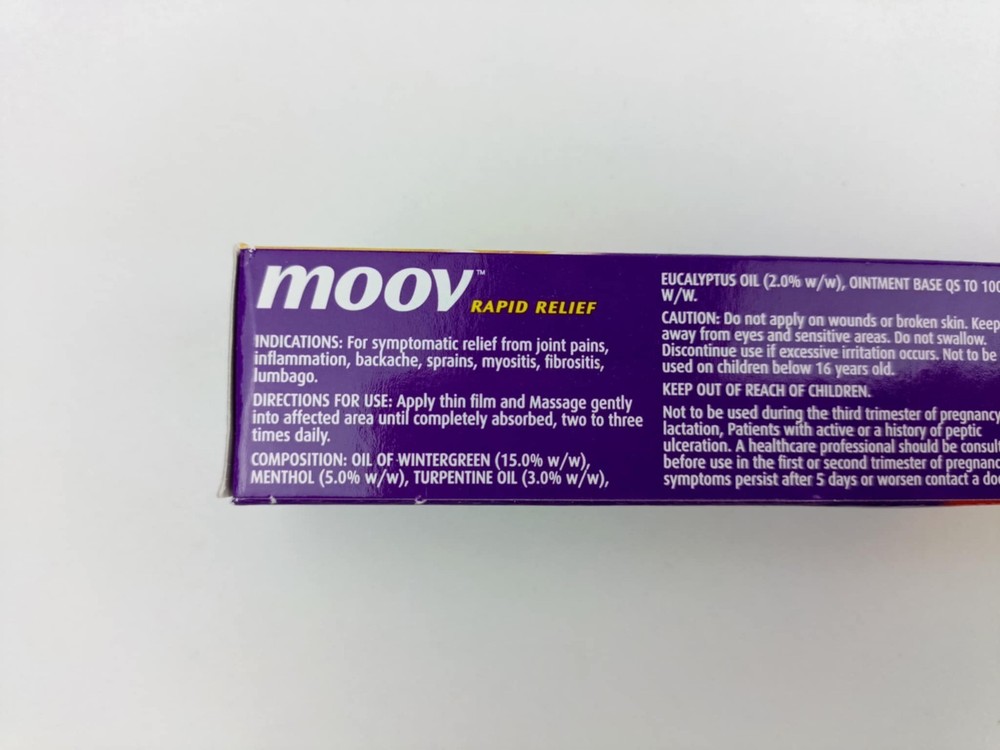 moov™
RAPID RELIEF
INDICATIONS: For symptomatic relief from joint pains,
inflammation, backache, sprains, myositis, fibrositis,
lumbago.
DIRECTIONS FOR USE: Apply thin film and Massage gently
into affected area until completely absorbed, two to three
times daily.
COMPOSITION: OIL OF WINTERGREEN (15.0% w/w),
MENTHOL (5.0% w/w), TURPENTINE OIL (3.0% w/w),
EUCALYPTUS OIL (2.0% w/w), OINTMENT BASE QS TO 100
W/W.
CAUTION: Do not apply on wounds or broken skin. Keep
away from eyes and sensitive areas. Do not swallow.
Discontinue use if excessive irritation occurs. Not to be
used on children below 16 years old.
KEEP OUT OF REACH OF CHILDREN.
Not to be used during the third trimester of pregnancy
lactation, Patients with active or a history of peptic
ulceration. A healthcare professional should be
before use in the first or second trimester of
symptoms persist after 5 days or worsen contact a